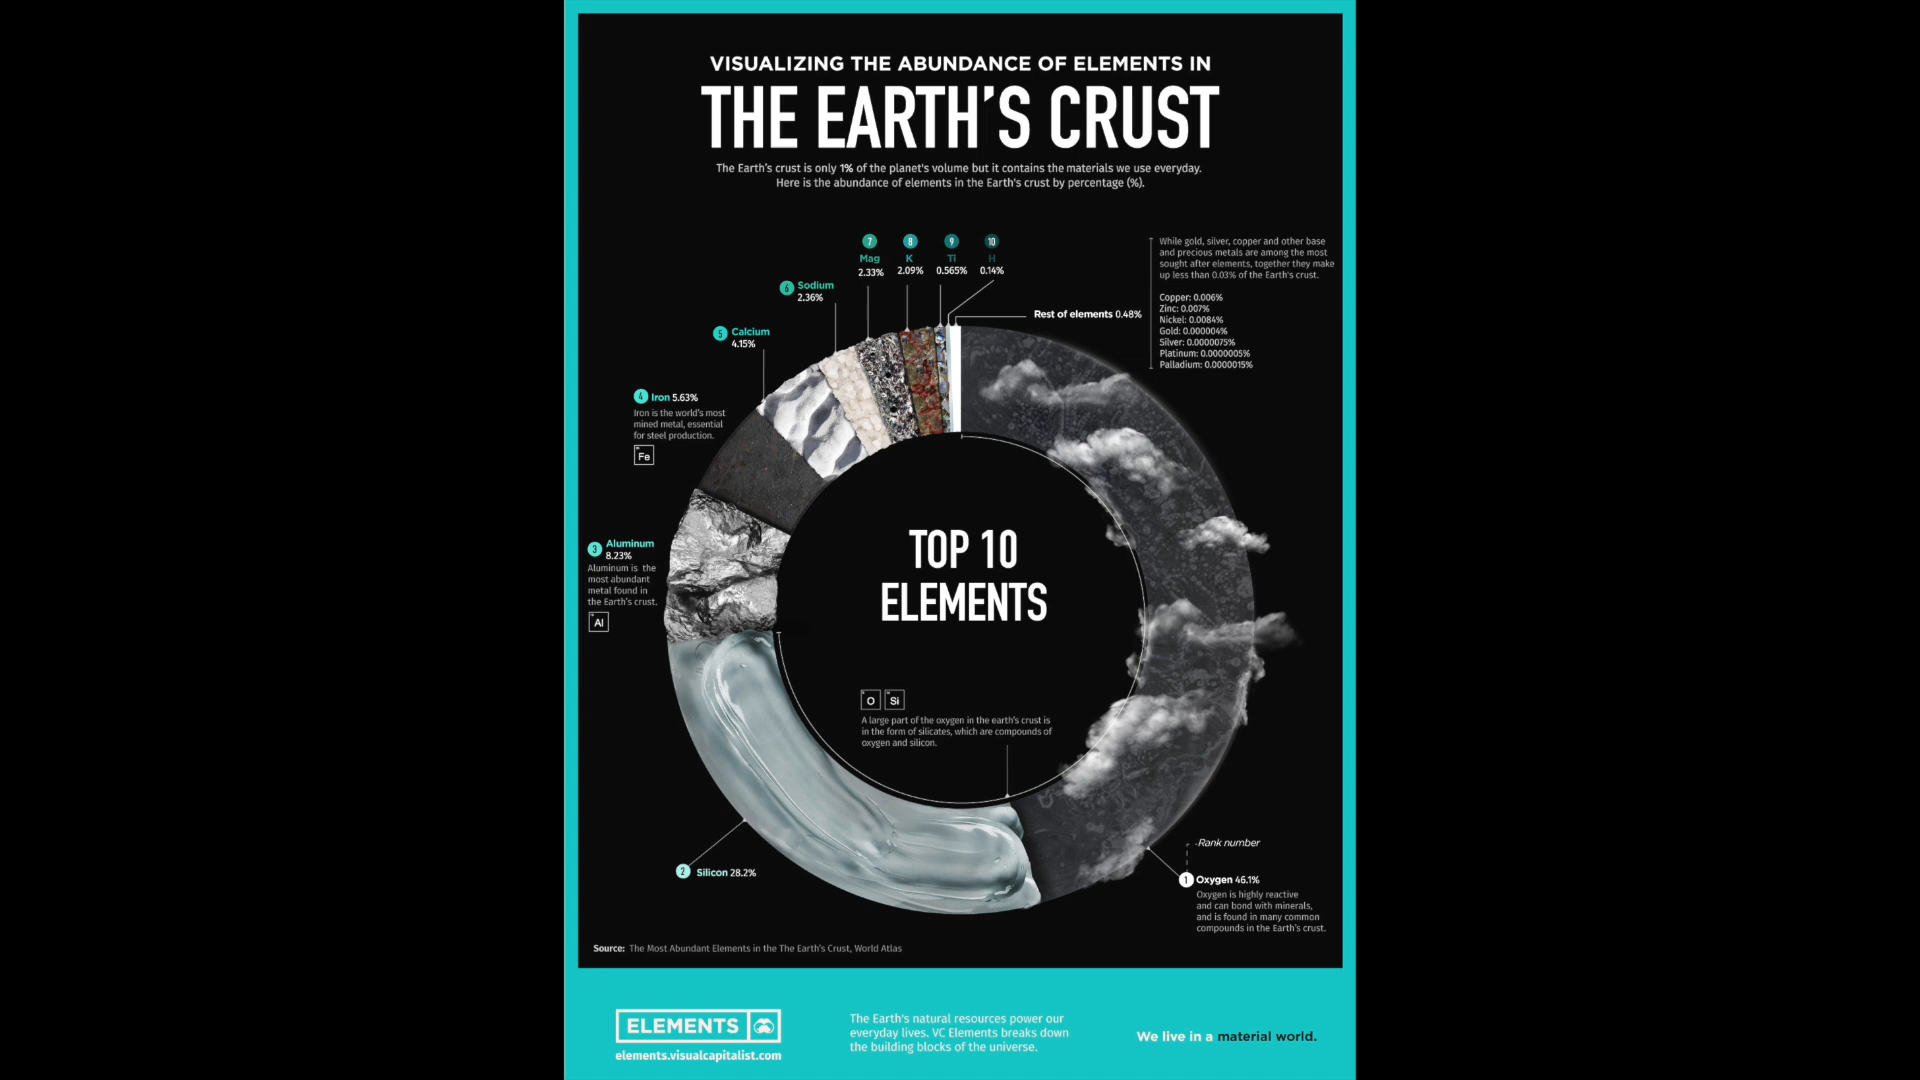 VISUALIZING THE ABUNDANCE OF ELEMENTS IN
THE EARTH'S CRUST
The Earth's crust is only 1% of the planet's volume but it contains the materials we use everyday.
Here is the abundance of elements in the Earth's crust by percentage (%).
7
Mag
2.33%
8
K
2.09%
9
Ti
0.565%
10
H
0.14%
While gold, silver, copper and other base
and precious metals are among the most
sought after elements, together they make
up less than 0.03% of the Earth's crust.
Copper: 0.006%
Zinc: 0.007%
Nickel: 0.0084%
Gold: 0.000004%
Silver: 0.0000075%
Platinum: 0.0000005%
Palladium: 0.0000015%
6 Sodium
2.36%
Rest of elements 0.48%
5 Calcium
4.15%
4 Iron 5.63%
Iron is the world's most
mined metal, essential
for steel production.
Fe
3 Aluminum
8.23%
Aluminum is the
most abundant
metal found in
the Earth's crust.
Al
TOP 10
ELEMENTS
O Si
A large part of the oxygen in the earth's crust is
in the form of silicates, which are compounds of
oxygen and silicon.
2 Silicon 28.2%
Rank number
1 Oxygen 46.1%
Oxygen is highly reactive
and can bond with minerals,
and is found in many common
compounds in the Earth's crust.
Source: The Most Abundant Elements in the The Earth's Crust, World Atlas
ELEMENTS
elements.visualcapitalist.com
The Earth's natural resources power our
everyday lives. VC Elements breaks down
the building blocks of the universe.
We live in a material world.